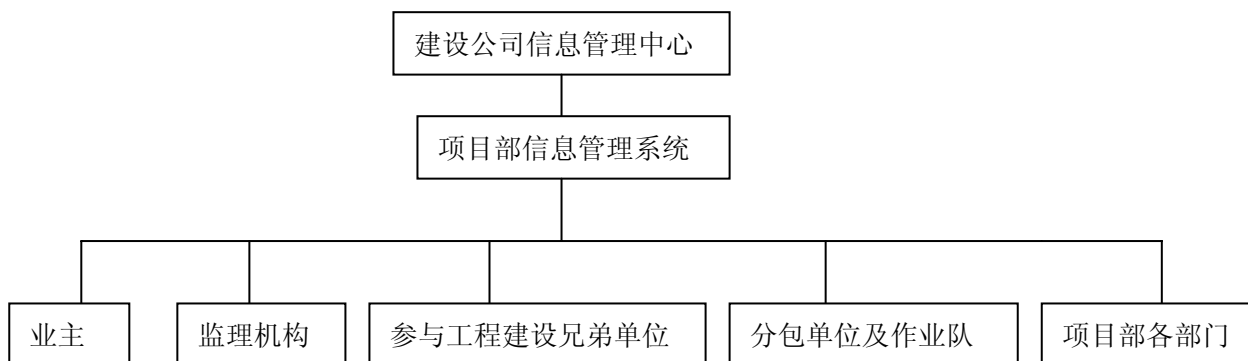 建设公司信息管理中心
项目部信息管理系统
业主
监理机构
参与工程建设兄弟单位
分包单位及作业队
项目部各部门